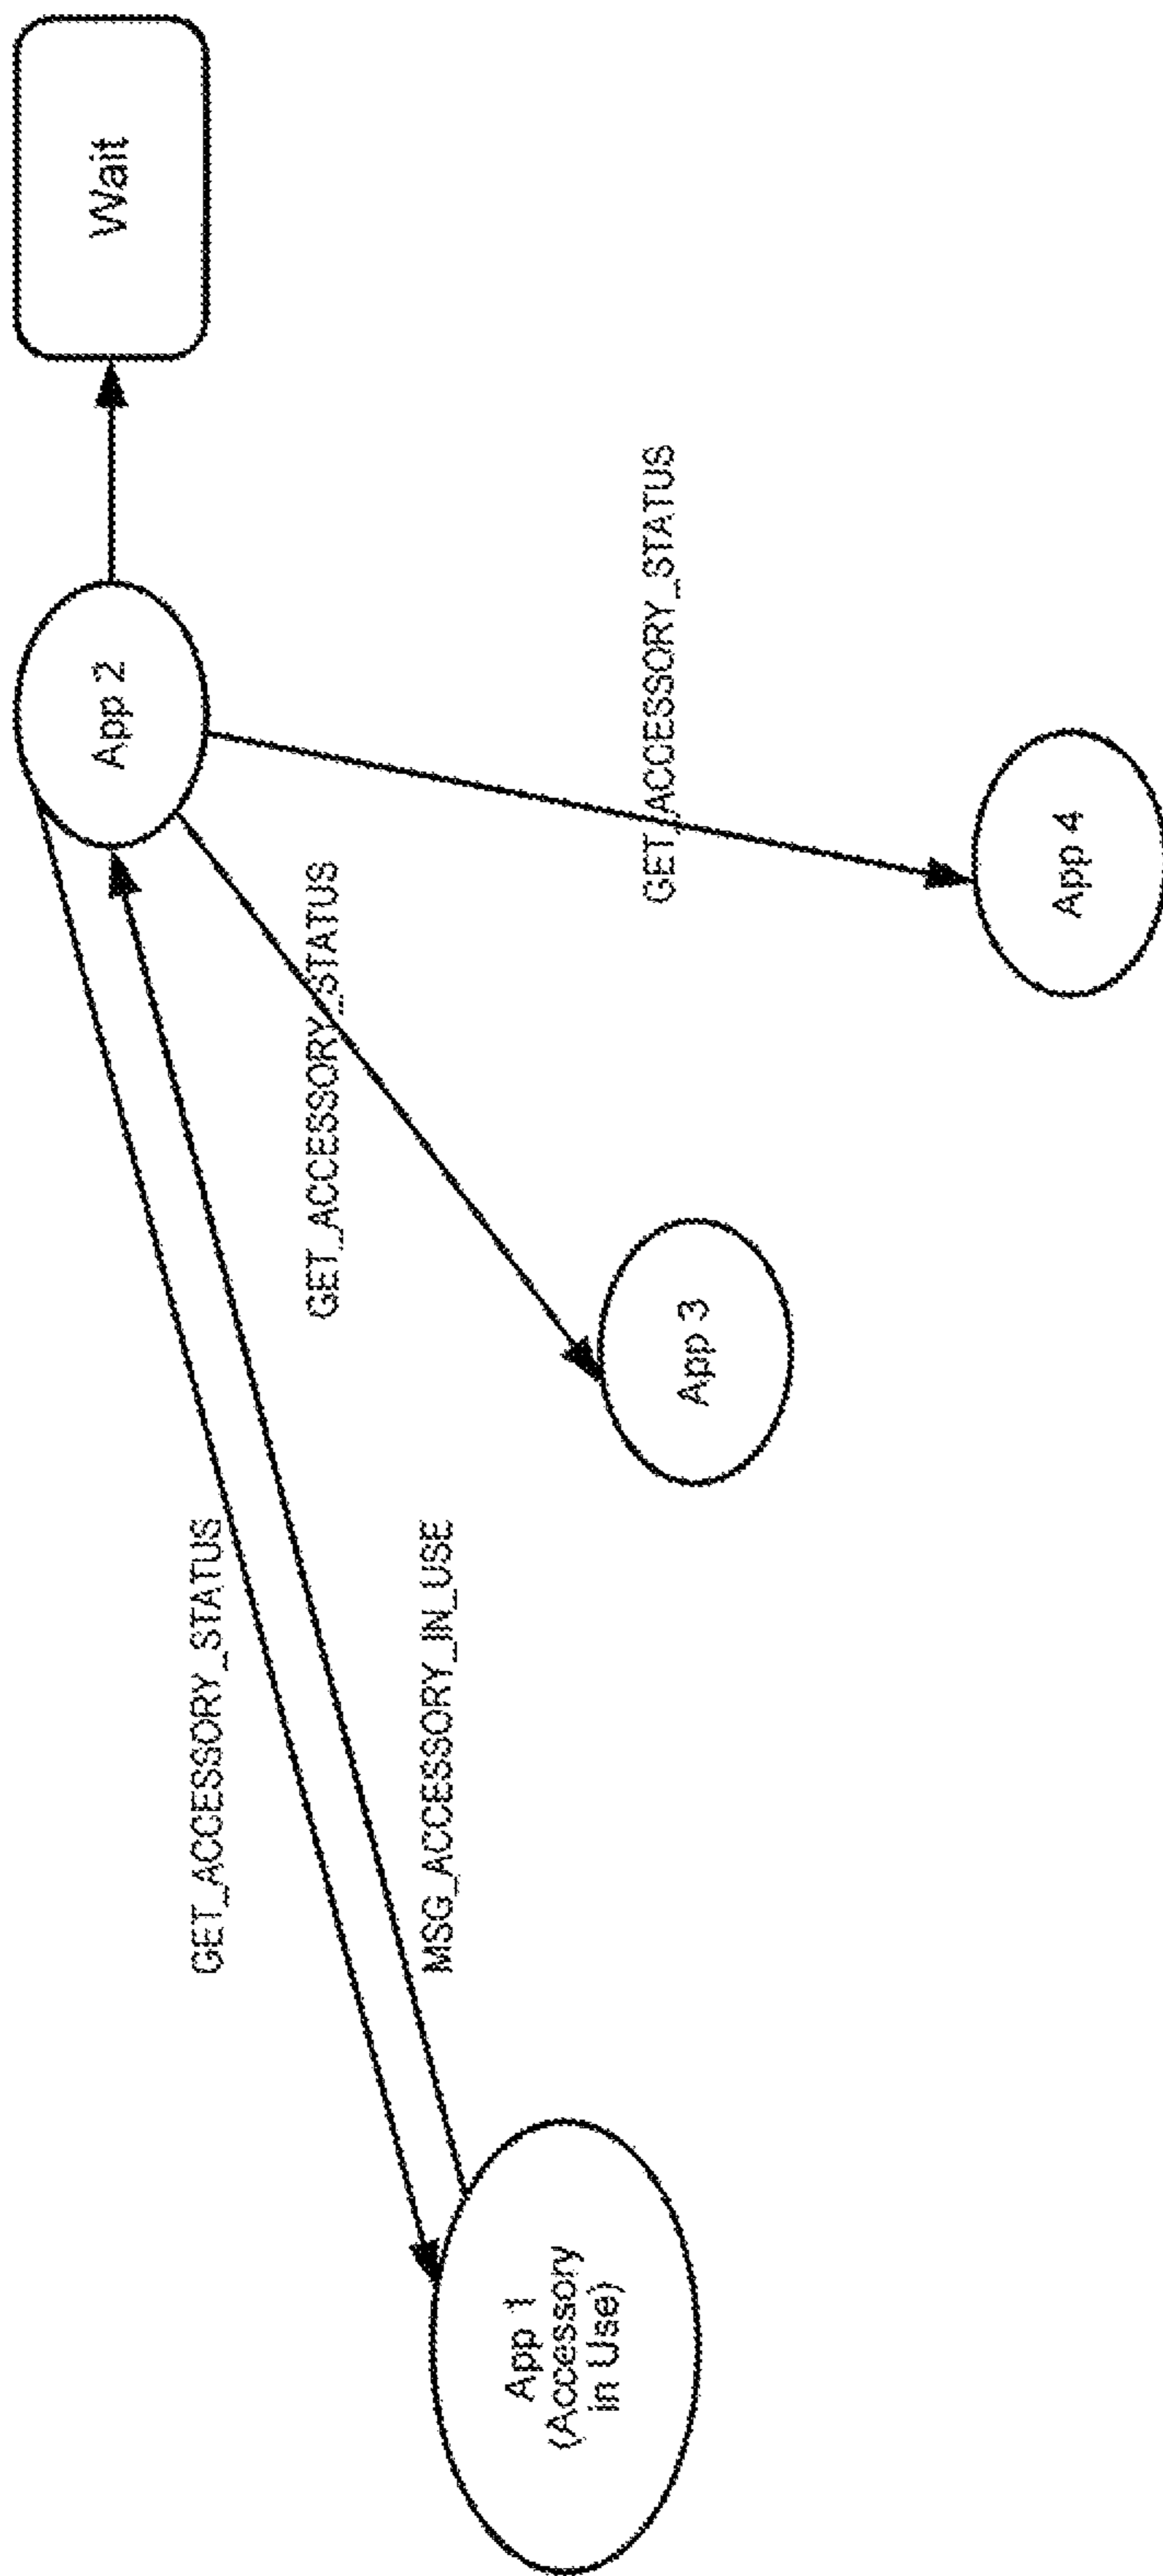 GET_ACCESSORY_STATUS
MSG_ACCESSORY_IN_USE
App 1
(Accessory
in Use)
App 2
Wait
GET_ACCESSORY_STATUS
App 3
GET_ACCESSORY_STATUS
App 4